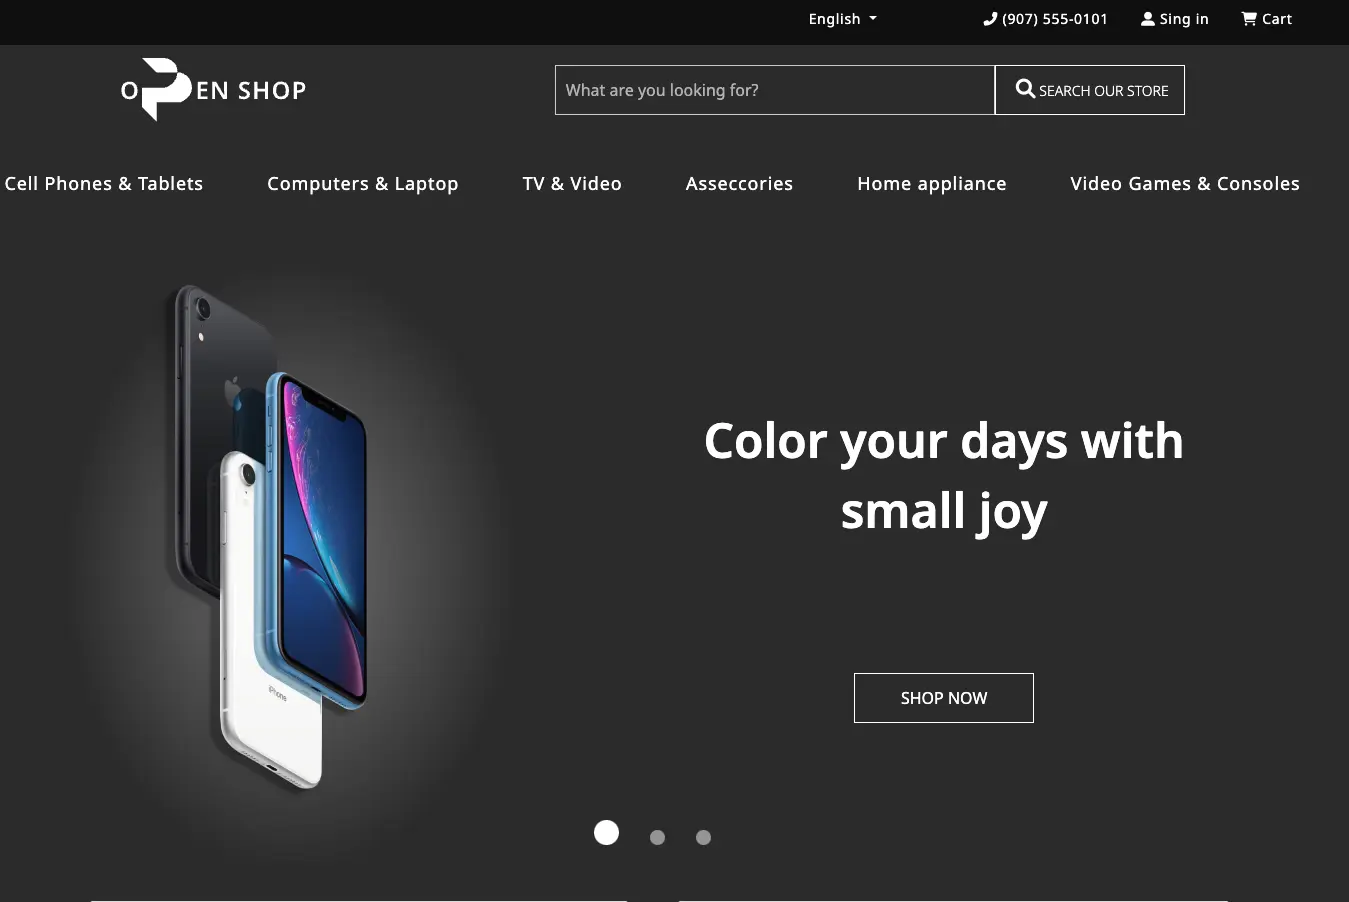 English
(907) 555-0101
Sing in
Cart
OPEN SHOP
What are you looking for?
SEARCH OUR STORE
Cell Phones & Tablets
Computers & Laptop
TV & Video
Asseccories
Home appliance
Video Games & Consoles
Color your days with
small joy
iPhone
SHOP NOW